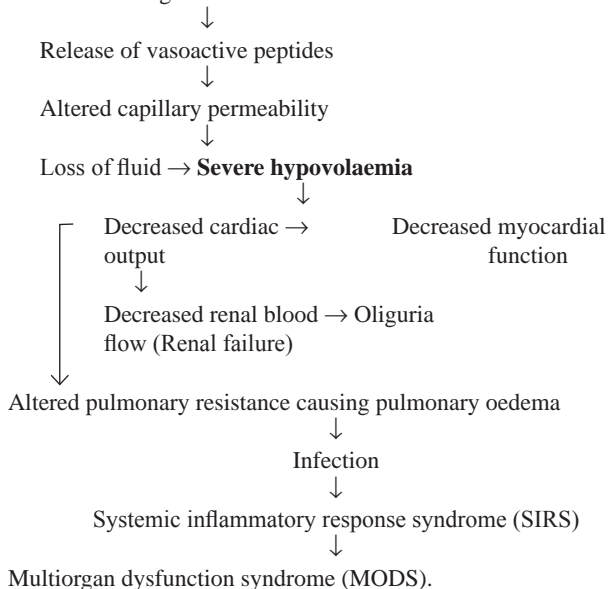 ↓
Release of vasoactive peptides
↓
Altered capillary permeability
↓
Loss of fluid → Severe hypovolaemia
↓
Decreased cardiac → Decreased myocardial
output function
↓
Decreased renal blood → Oliguria
flow (Renal failure)
Altered pulmonary resistance causing pulmonary oedema
↓
Infection
↓
Systemic inflammatory response syndrome (SIRS)
↓
Multiorgan dysfunction syndrome (MODS).